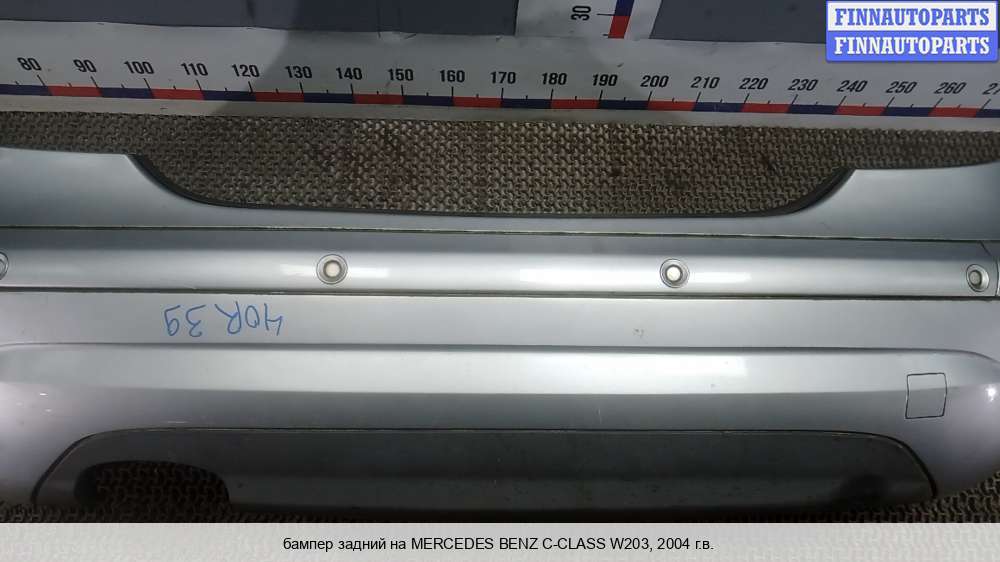 30
FINNAUTOPARTS
FINNAUTOPARTS
80 90 100 110 120 130 140 150 160 170 180 190 200 210 220 230 240 250 260
40R 39
бампер задний на MERCEDES BENZ C-CLASS W203, 2004 г.в.